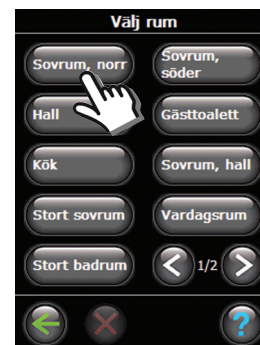 Välj rum
Sovrum, norr
Sovrum,
söder
Hall
Gästtoalett
Kök
Sovrum, hall
Stort sovrum
Vardagsrum
Stort badrum
1/2
?